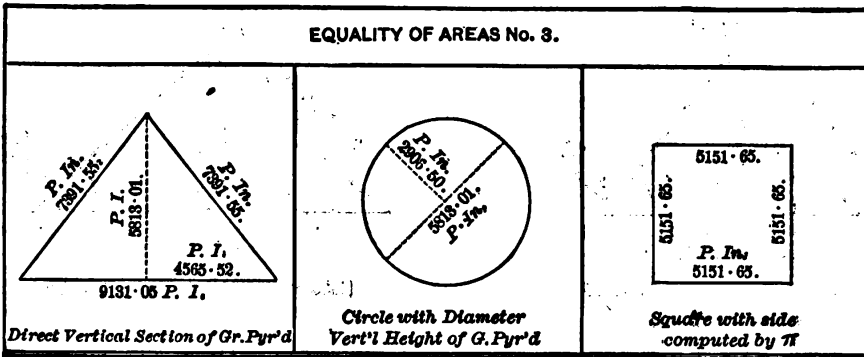 EQUALITY OF AREAS No. 3.
P. In.
7391·55.
P. I.
5813·01.
P. In.
7391·55.
P. I.
4565·52.
9131·05 P. I.
Direct Vertical Section of Gr. Pyr'd
P. In.
2906·50.
5813·01.
P. In.
Circle with Diameter
Vert'l Height of G. Pyr'd
5151·65.
5151·65.
5151·65.
P. In.
5151·65.
Square with side
computed by π